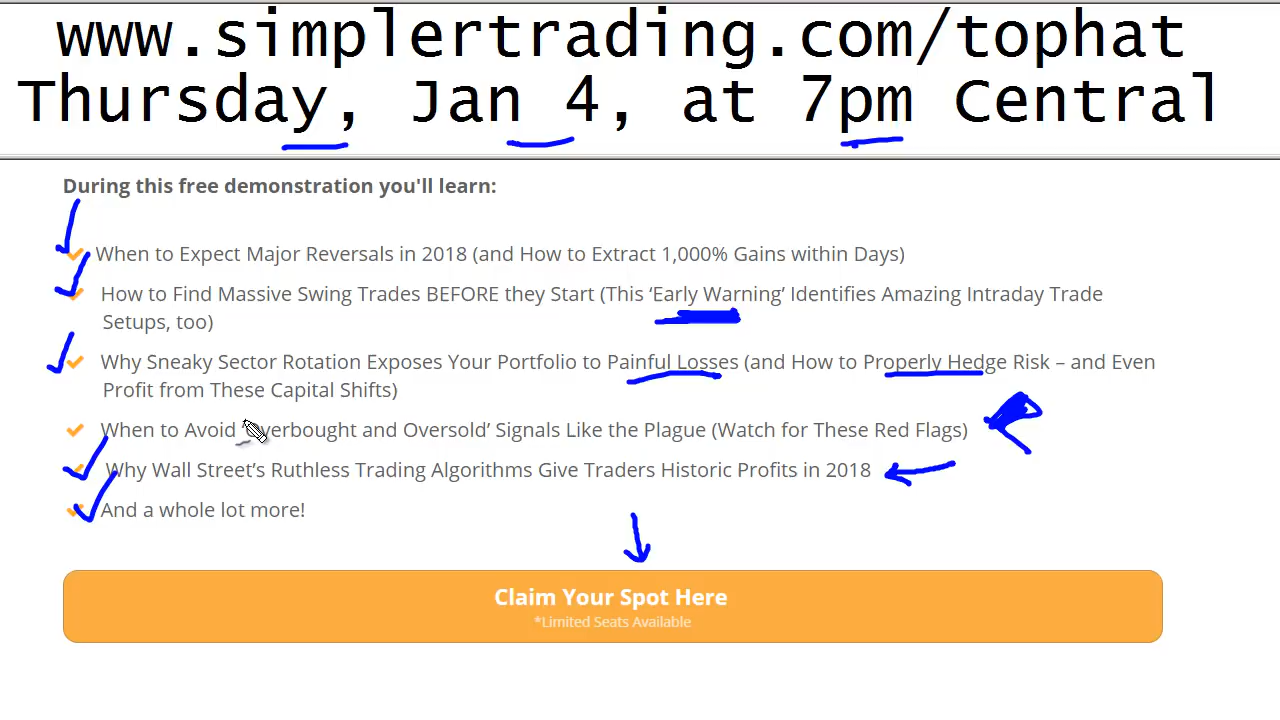 www.simplertrading.com/tophat
Thursday, Jan 4, at 7pm Central
During this free demonstration you'll learn:
When to Expect Major Reversals in 2018 (and How to Extract 1,000% Gains within Days)
How to Find Massive Swing Trades BEFORE they Start (This ‘Early Warning’ Identifies Amazing Intraday Trade
Setups, too)
Why Sneaky Sector Rotation Exposes Your Portfolio to Painful Losses (and How to Properly Hedge Risk – and Even
Profit from These Capital Shifts)
When to Avoid ‘Overbought and Oversold’ Signals Like the Plague (Watch for These Red Flags)
Why Wall Street’s Ruthless Trading Algorithms Give Traders Historic Profits in 2018
And a whole lot more!
Claim Your Spot Here
*Limited Seats Available